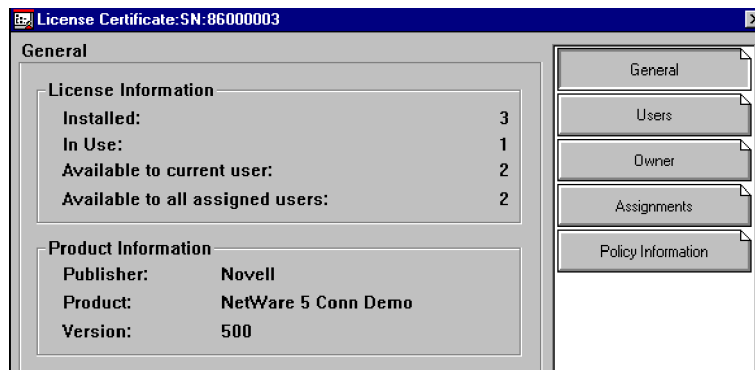 License Certificate:SN:86000003
General
License Information
Installed: 3
In Use: 1
Available to current user: 2
Available to all assigned users: 2
Product Information
Publisher: Novell
Product: NetWare 5 Conn Demo
Version: 500
General
Users
Owner
Assignments
Policy Information